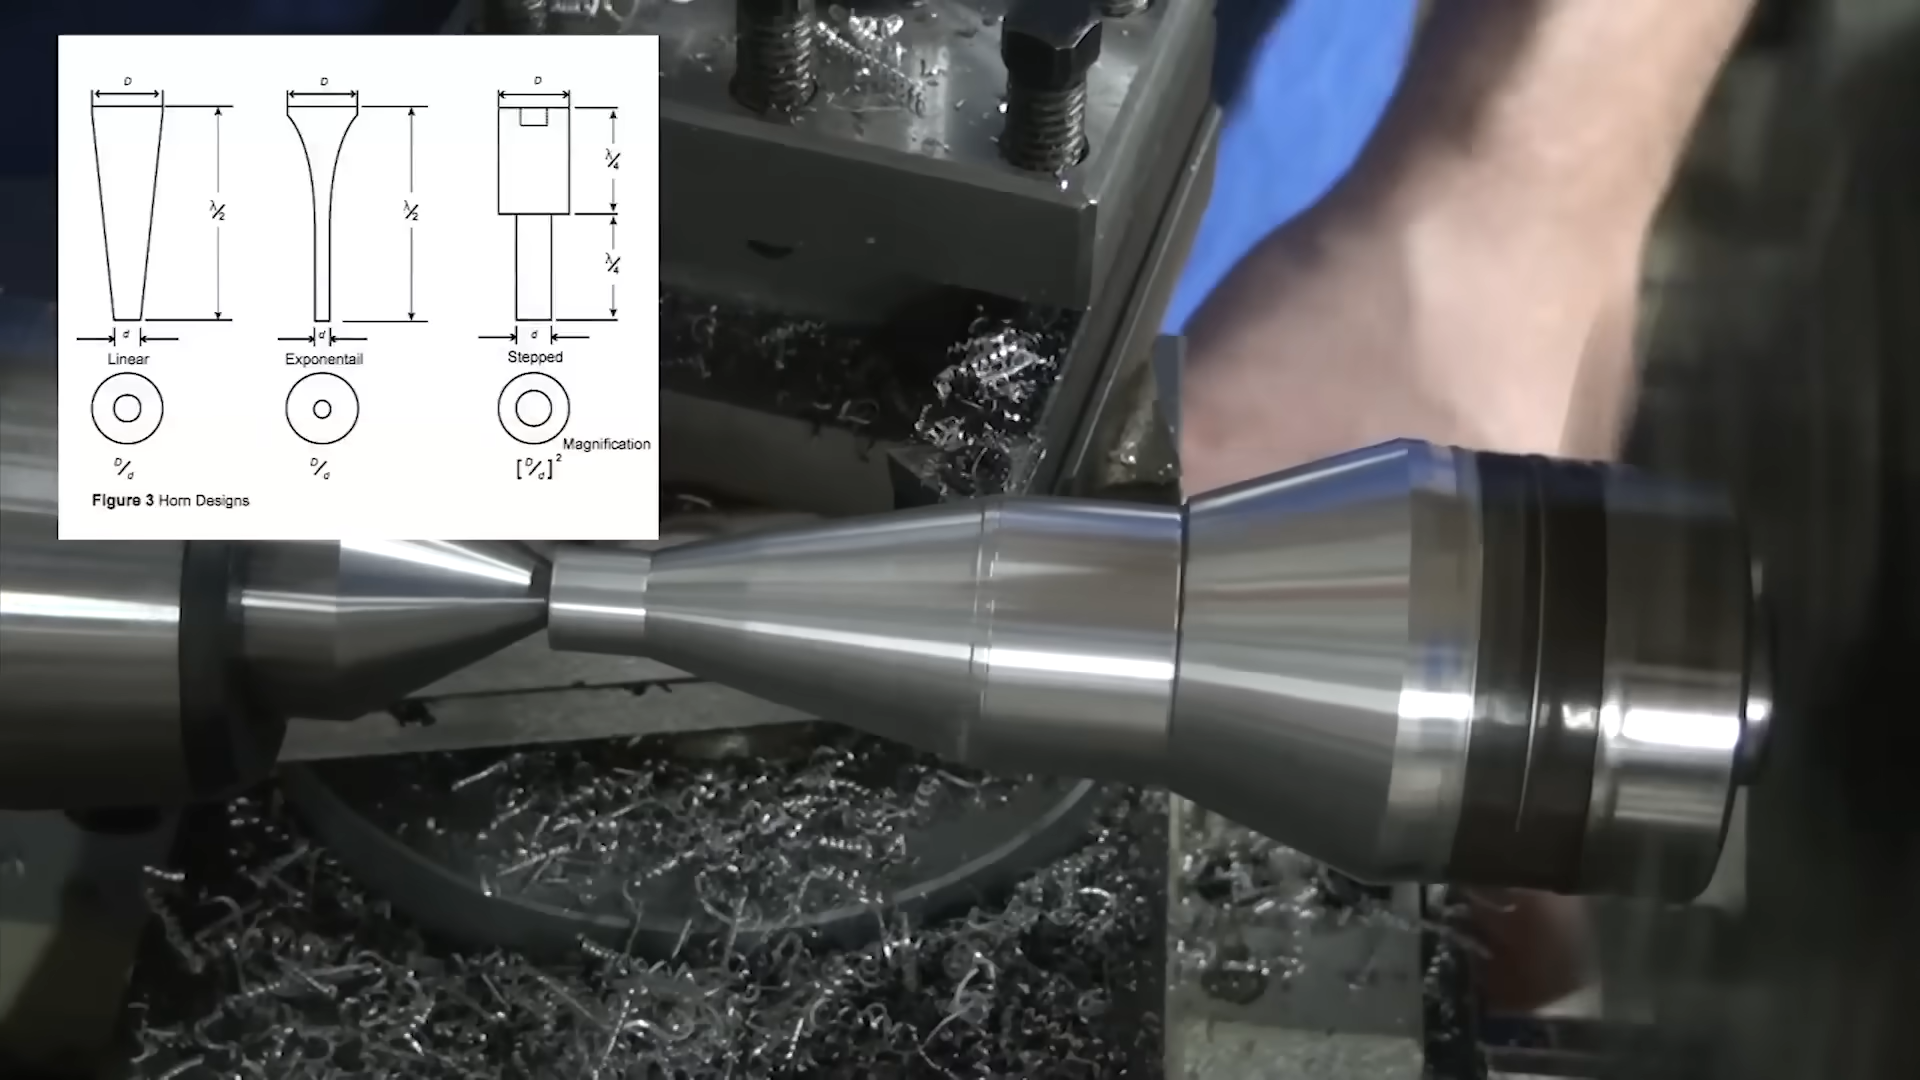 D D D
λ/2 λ/2 λ/4
λ/4
d d d
Linear Exponentail Stepped
Magnification
D/d D/d [D/d]²
Figure 3 Horn Designs